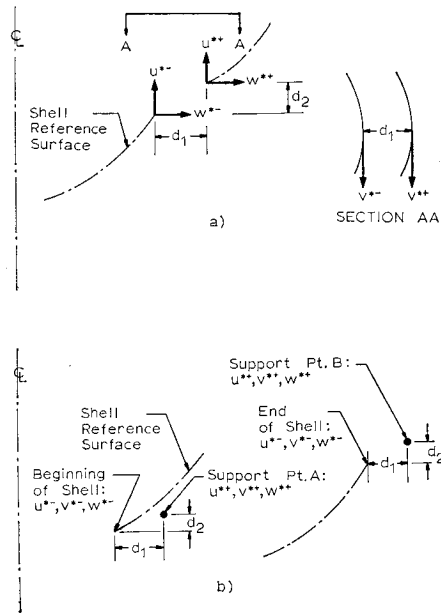 ℄
A A
u*- u*+
w*+
w*-
d₂
d₁
Shell
Reference
Surface
d₁
v*- v*+
SECTION AA
a)
℄
Support Pt. B:
u*+, v*+, w*+
Shell
Reference
Surface
End
of Shell:
u*-, v*-, w*-
d₂
d₁
Beginning
of Shell:
u*-, v*-, w*-
Support Pt. A:
u*+, v*+, w*+
d₂
d₁
b)